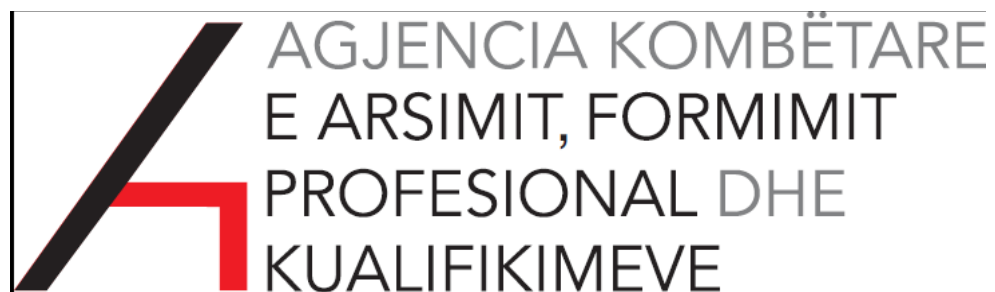 AGJENCIA KOMBËTARE
E ARSIMIT, FORMIMIT
PROFESIONAL DHE
KUALIFIKIMEVE